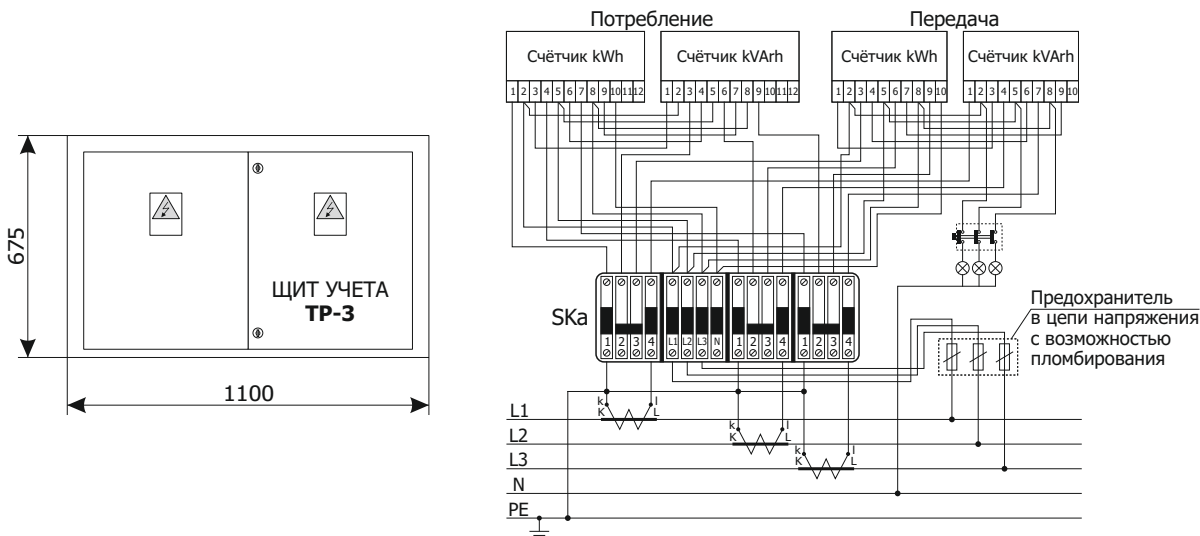 Потребление
Передача
Счётчик kWh
Счётчик kVArh
Счётчик kWh
Счётчик kVArh
1 2 3 4 5 6 7 8 9 10 11 12
1 2 3 4 5 6 7 8 9 10 11 12
1 2 3 4 5 6 7 8 9 10
1 2 3 4 5 6 7 8 9 10
675
ЩИТ УЧЕТА
ТР-3
1100
SKa
1 2 3 4
L1 L2 L3 N
1 2 3 4
1 2 3 4
Предохранитель
в цепи напряжения
с возможностью
пломбирования
k l
K L
L1
k l
K L
L2
k l
K L
L3
N
PE